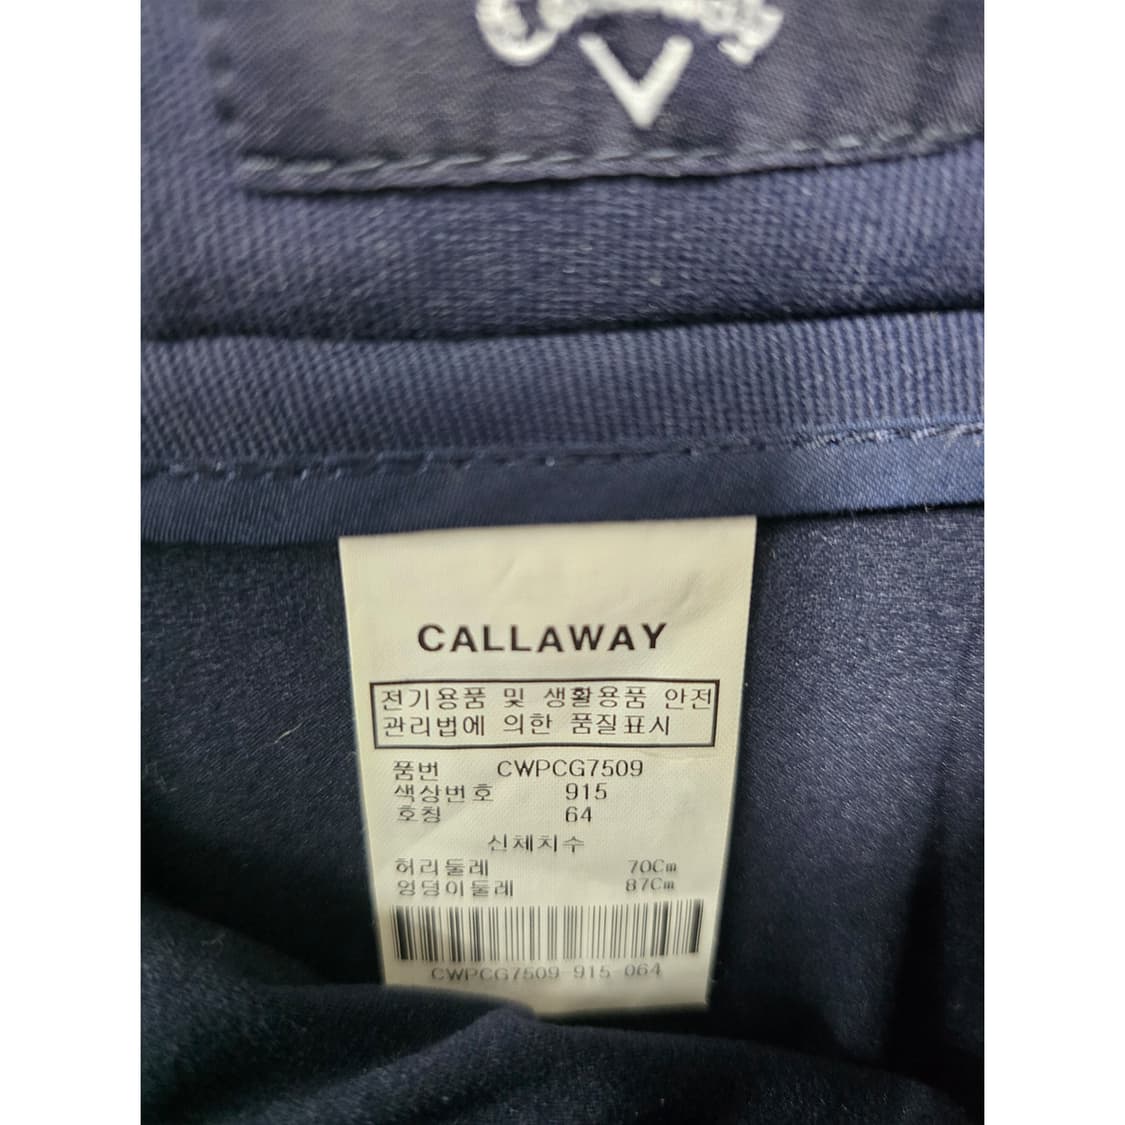 CALLAWAY
전기용품 및 생활용품 안전
관리법에 의한 품질표시
품번 CWPCG7509
색상번호 915
호칭 64
신체치수
허리둘레 70Cm
엉덩이둘레 87Cm
CWPCG7509 915 064